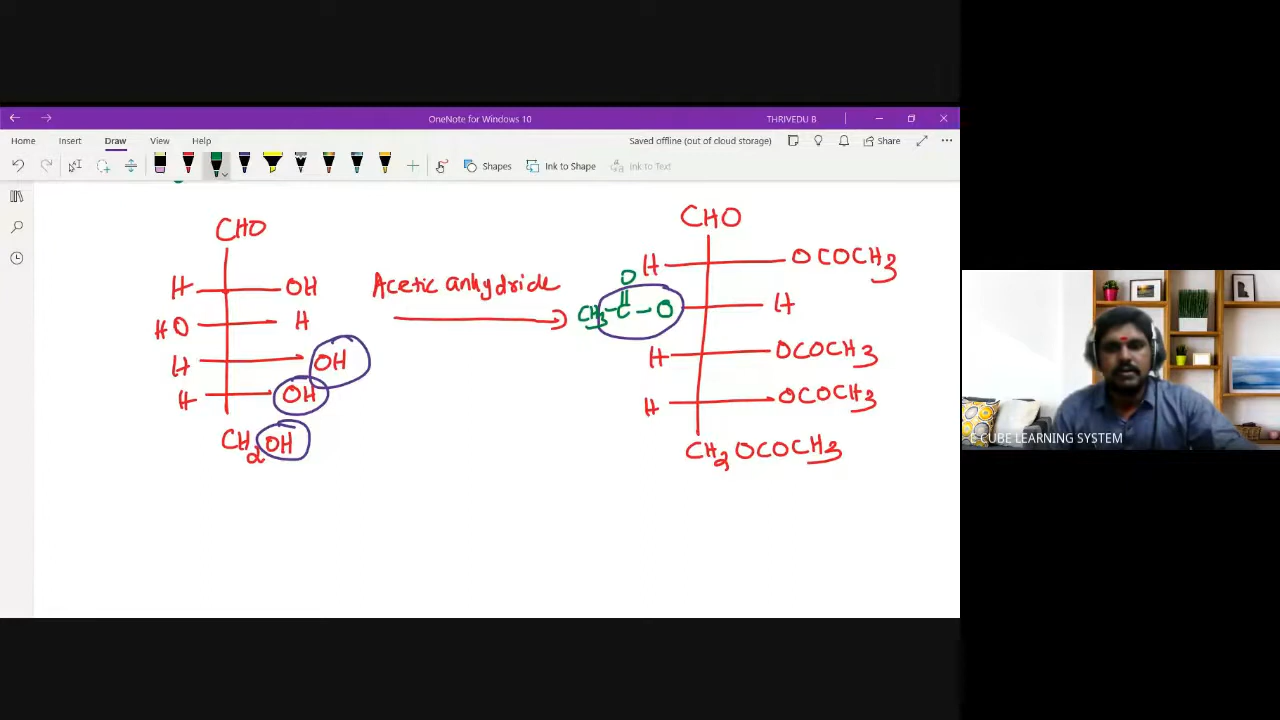 OneNote for Windows 10
THRIVEDU B
Home Insert Draw View Help
Saved offline (out of cloud storage)
Share
Shapes
Ink to Shape
Ink to Text
CHO
H OH
HO H
H OH
H OH
CH2OH
Acetic anhydride
CHO
H OCOCH3
O
CH3-C-O H
H OCOCH3
H OCOCH3
CH2OCOCH3
E CUBE LEARNING SYSTEM